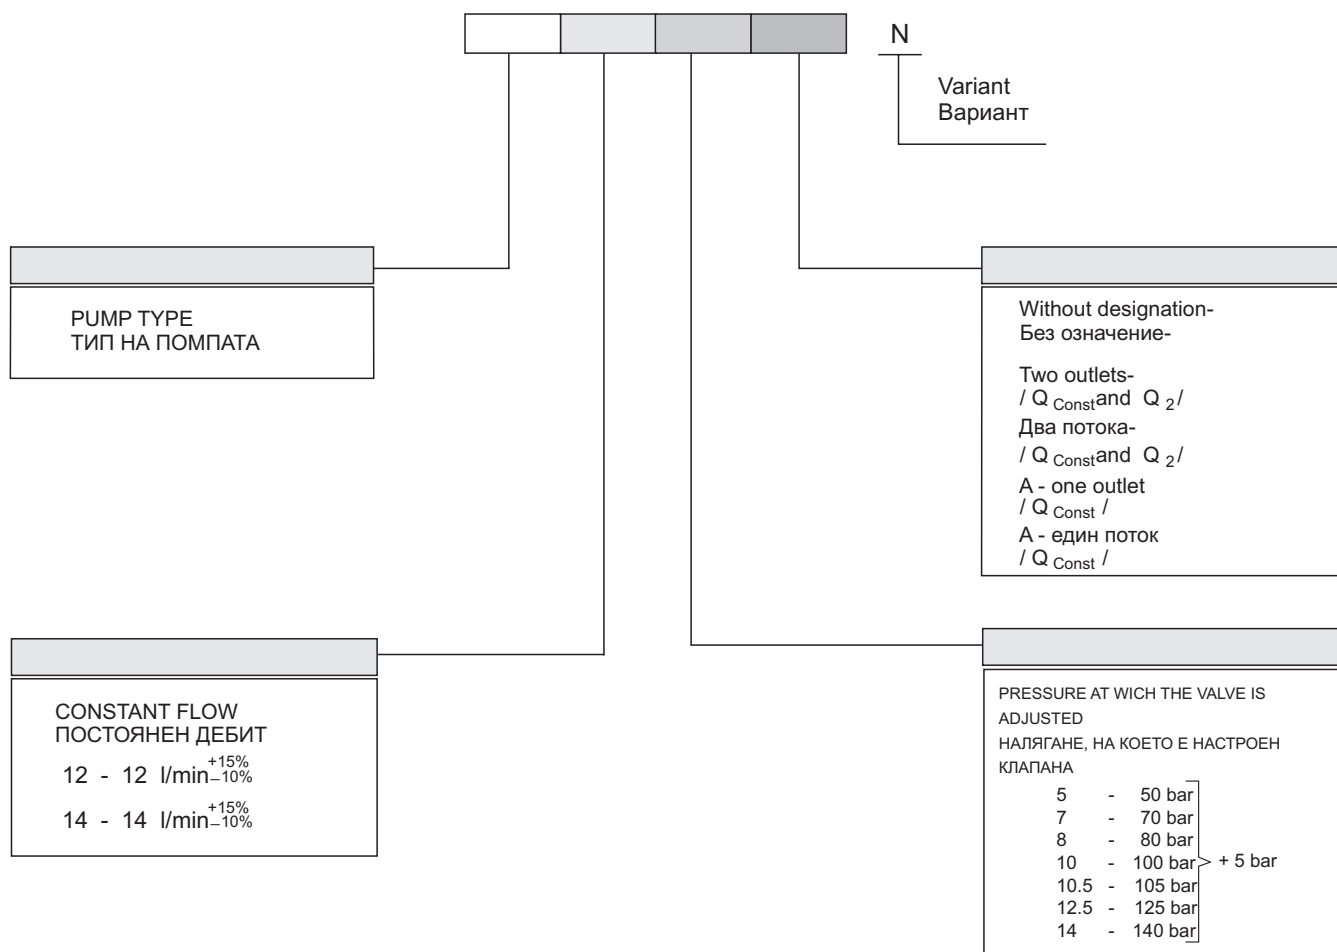 N
Variant
Вариант
PUMP TYPE
ТИП НА ПОМПАТА
Without designation-
Без означение-
Two outlets-
/ Q Const and Q 2 /
Два потока-
/ Q Const and Q 2 /
A - one outlet
/ Q Const /
А - един поток
/ Q Const /
CONSTANT FLOW
ПОСТОЯНЕН ДЕБИТ
12 - 12 l/min +15% –10%
14 - 14 l/min +15% –10%
PRESSURE AT WICH THE VALVE IS
ADJUSTED
НАЛЯГАНЕ, НА КОЕТО Е НАСТРОЕН
КЛАПАНА
5 - 50 bar
7 - 70 bar
8 - 80 bar
10 - 100 bar + 5 bar
10.5 - 105 bar
12.5 - 125 bar
14 - 140 bar